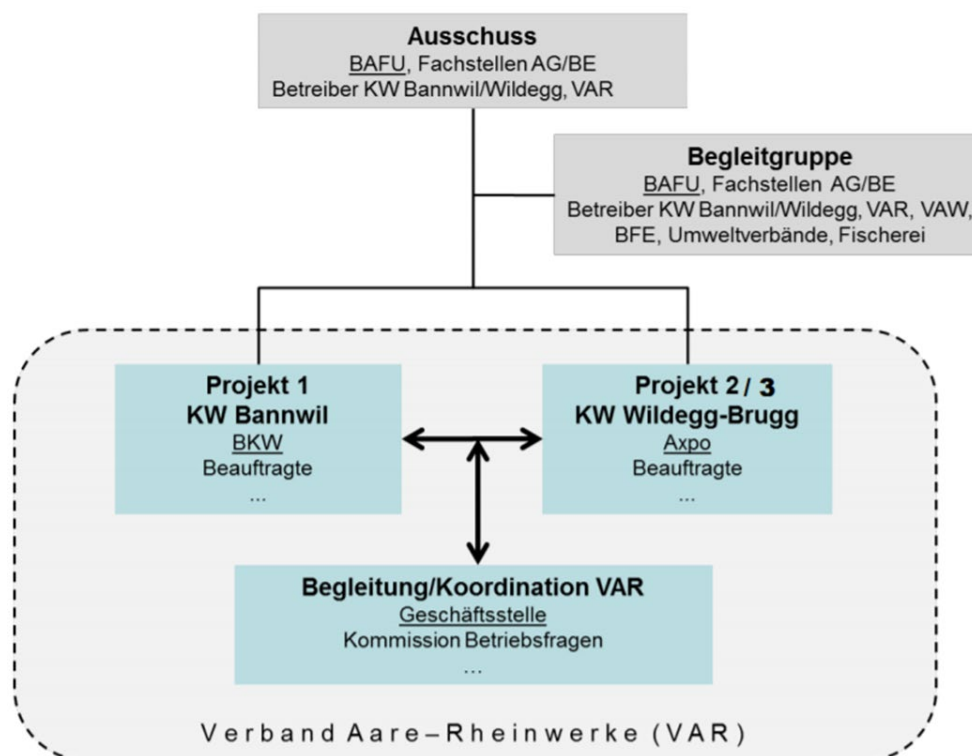 Ausschuss
BAFU, Fachstellen AG/BE
Betreiber KW Bannwil/Wildegg, VAR
Begleitgruppe
BAFU, Fachstellen AG/BE
Betreiber KW Bannwil/Wildegg, VAR, VAW,
BFE, Umweltverbände, Fischerei
Projekt 1
KW Bannwil
BKW
Beauftragte
...
Projekt 2 / 3
KW Wildegg-Brugg
Axpo
Beauftragte
...
Begleitung/Koordination VAR
Geschäftsstelle
Kommission Betriebsfragen
...
Verband Aare–Rheinwerke (VAR)